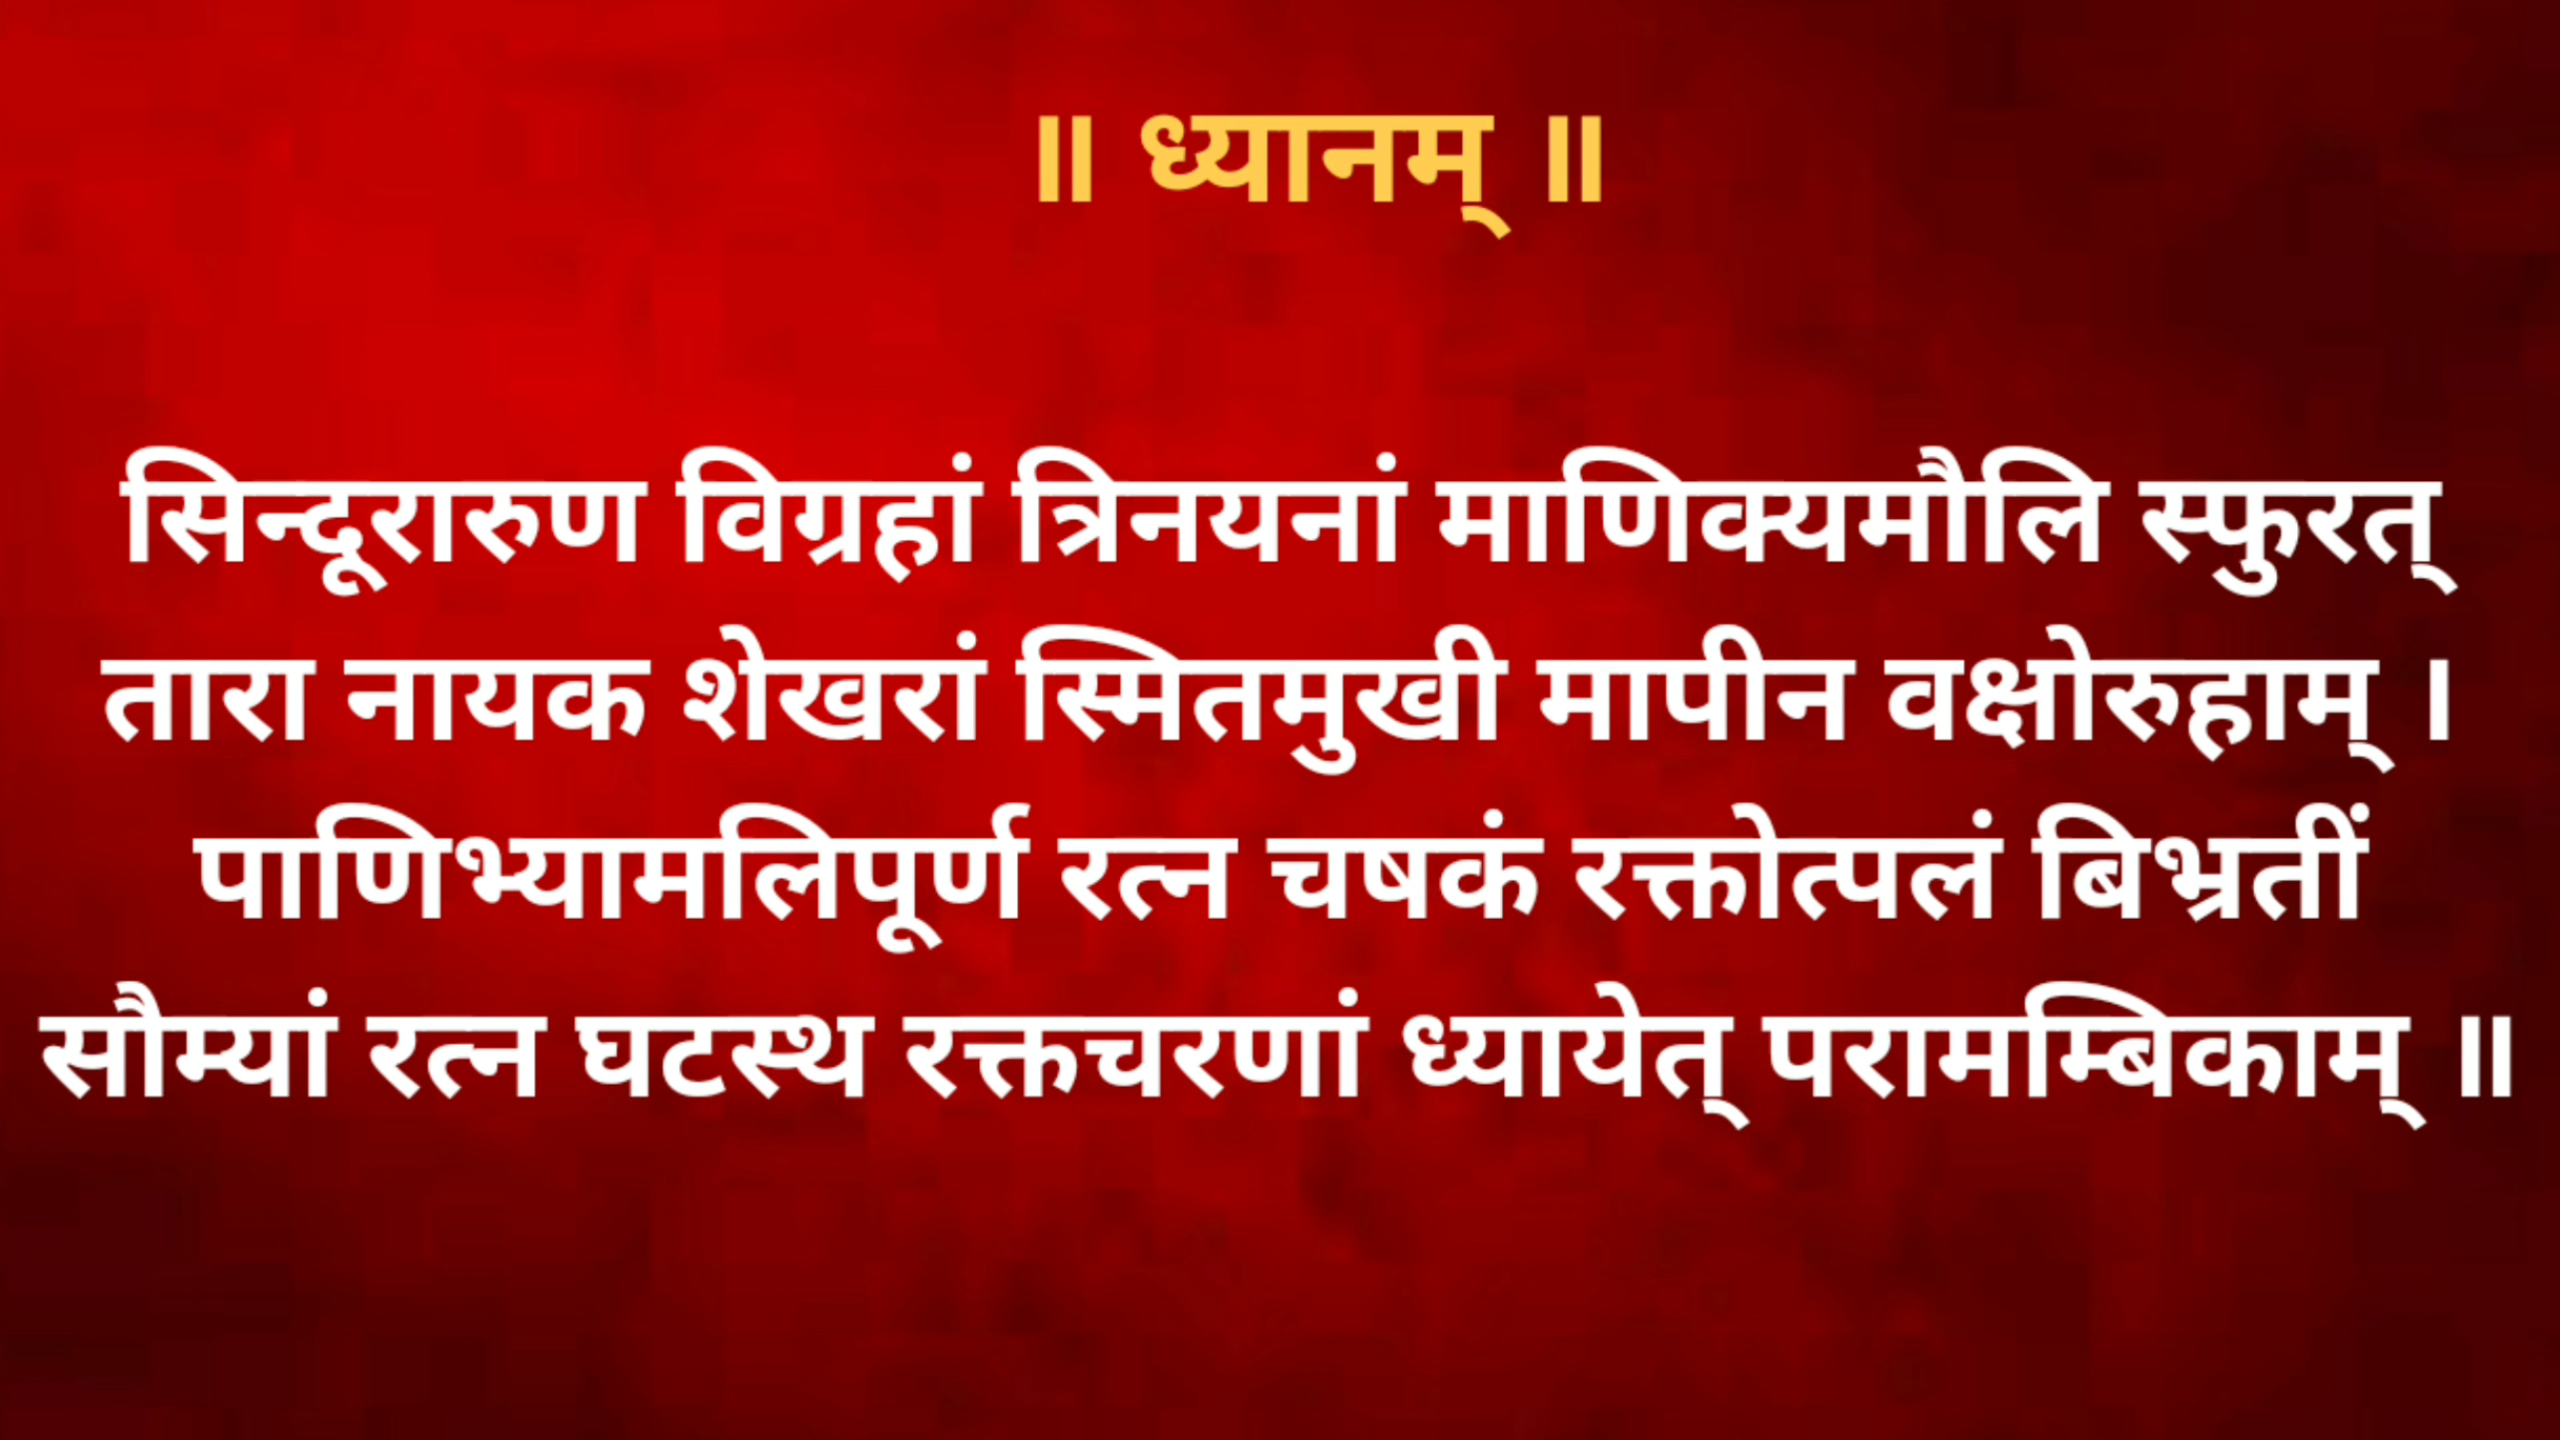 ॥ ध्यानम् ॥
सिन्दूरारुण विग्रहां त्रिनयनां माणिक्यमौलि स्फुरत्
तारा नायक शेखरां स्मितमुखी मापीन वक्षोरुहाम् ।
पाणिभ्यामलिपूर्ण रत्न चषकं रक्तोत्पलं बिभ्रतीं
सौम्यां रत्न घटस्थ रक्तचरणां ध्यायेत् परामम्बिकाम् ॥